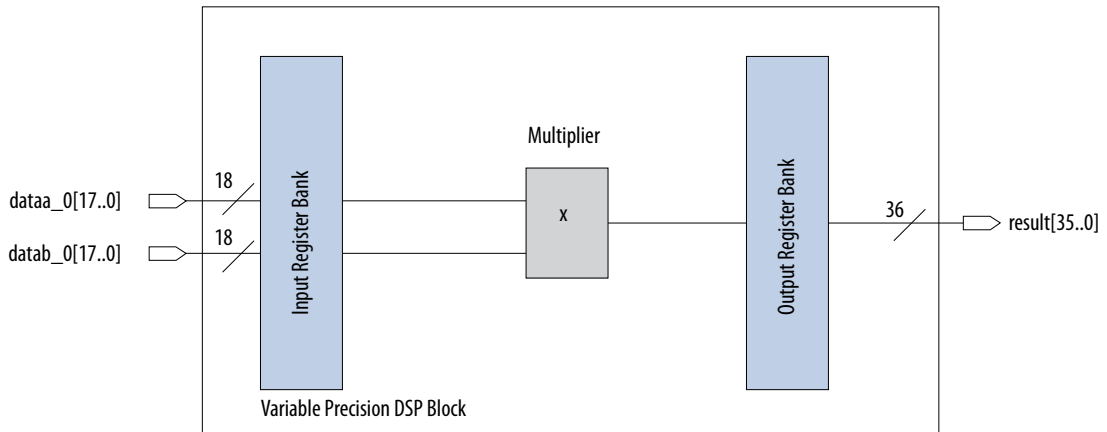 Multiplier
18
dataa_0[17..0]
x
36
result[35..0]
18
datab_0[17..0]
Input Register Bank
Output Register Bank
Variable Precision DSP Block